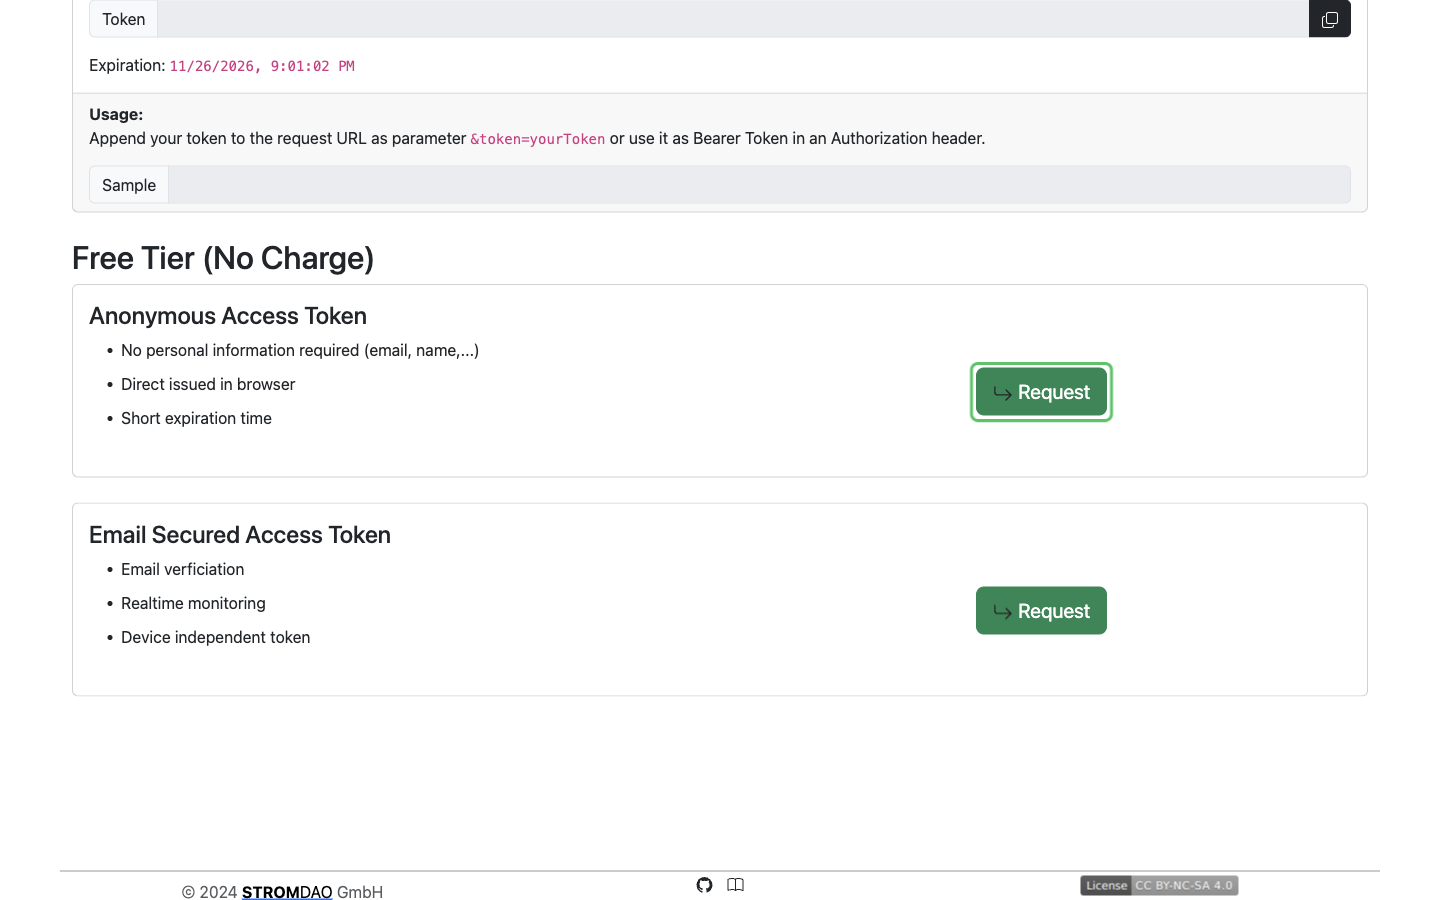 Token
Expiration: 11/26/2026, 9:01:02 PM
Usage:
Append your token to the request URL as parameter &token=yourToken or use it as Bearer Token in an Authorization header.
Sample
Free Tier (No Charge)
Anonymous Access Token
• No personal information required (email, name,...)
• Direct issued in browser
• Short expiration time
Request
Email Secured Access Token
• Email verficiation
• Realtime monitoring
• Device independent token
Request
© 2024 STROMDAO GmbH
License CC BY-NC-SA 4.0